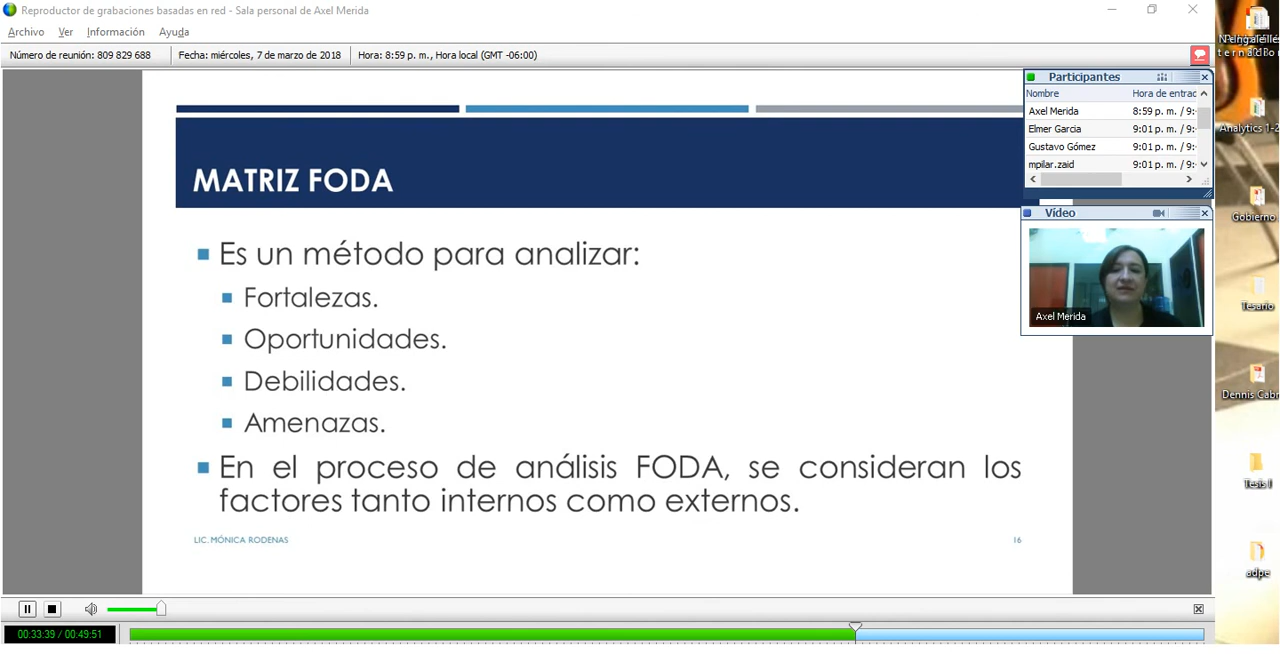 Reproductor de grabaciones basadas en red - Sala personal de Axel Merida
Archivo Ver Información Ayuda
Número de reunión: 809 829 688 Fecha: miércoles, 7 de marzo de 2018 Hora: 8:59 p. m., Hora local (GMT -06:00)
MATRIZ FODA
Es un método para analizar:
Fortalezas.
Oportunidades.
Debilidades.
Amenazas.
En el proceso de análisis FODA, se consideran los
factores tanto internos como externos.
LIC. MÓNICA RODENAS 16
Participantes
Nombre Hora de entrac
Axel Merida 8:59 p. m. / 9:
Elmer Garcia 9:01 p. m. / 9:
Gustavo Gómez 9:01 p. m. / 9:
mpilar.zaid 9:01 p. m. / 9:
Vídeo
Axel Merida
00:33:39 / 00:49:51
Analytics 1-2
Gobierno
Tesario
Dennis Cabr
Tesis I
adpe